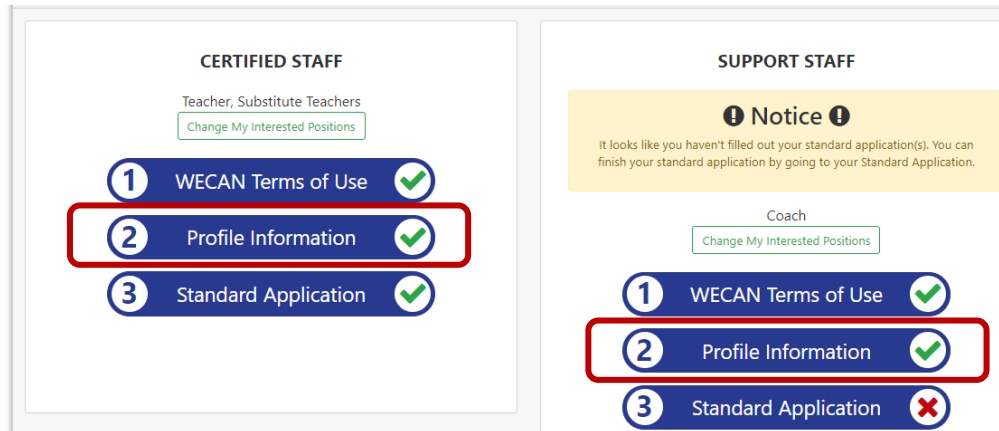 CERTIFIED STAFF
Teacher, Substitute Teachers
Change My Interested Positions
1 WECAN Terms of Use
2 Profile Information
3 Standard Application
SUPPORT STAFF
Notice
It looks like you haven't filled out your standard application(s). You can
finish your standard application by going to your Standard Application.
Coach
Change My Interested Positions
1 WECAN Terms of Use
2 Profile Information
3 Standard Application